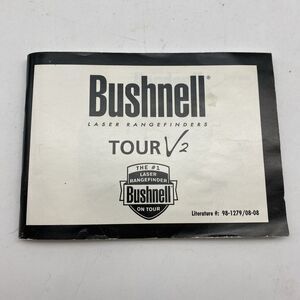 Bushnell®
LASER RANGEFINDERS
TOUR V2
THE #1
LASER
RANGEFINDER
Bushnell
ON TOUR
Literature #: 98-1279/08-08